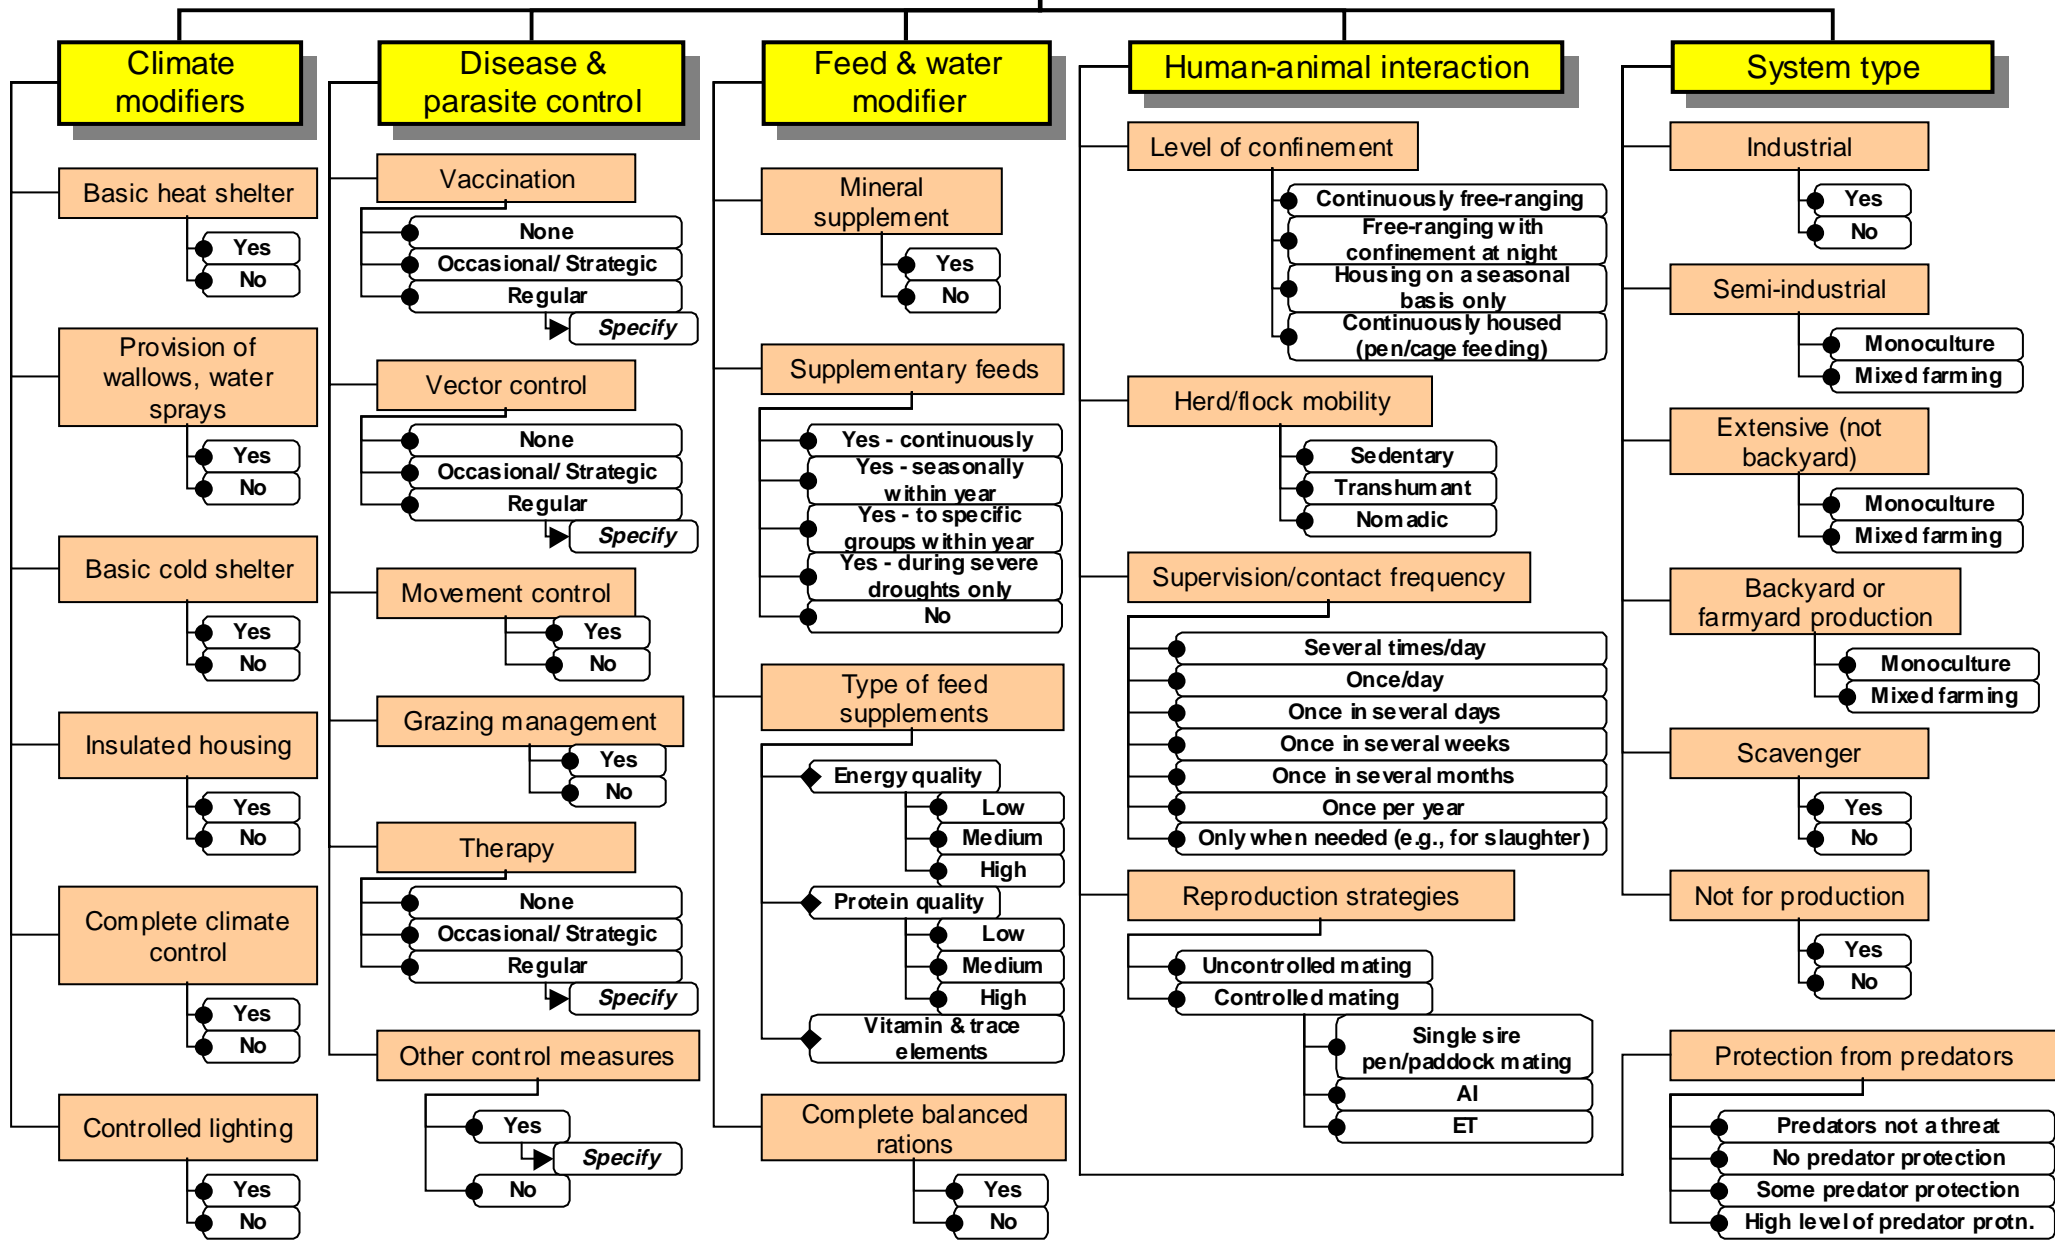 Climate
modifiers
Basic heat shelter
Yes
No
Provision of
wallows, water
sprays
Yes
No
Basic cold shelter
Yes
No
Insulated housing
Yes
No
Complete climate
control
Yes
No
Controlled lighting
Yes
No
Disease &
parasite control
Vaccination
None
Occasional/ Strategic
Regular
Specify
Vector control
None
Occasional/ Strategic
Regular
Specify
Movement control
Yes
No
Grazing management
Yes
No
Therapy
None
Occasional/ Strategic
Regular
Specify
Other control measures
Yes
Specify
No
Feed & water
modifier
Mineral
supplement
Yes
No
Supplementary feeds
Yes - continuously
Yes - seasonally
within year
Yes - to specific
groups within year
Yes - during severe
droughts only
No
Type of feed
supplements
Energy quality
Low
Medium
High
Protein quality
Low
Medium
High
Vitamin & trace
elements
Complete balanced
rations
Yes
No
Human-animal interaction
Level of confinement
Continuously free-ranging
Free-ranging with
confinement at night
Housing on a seasonal
basis only
Continuously housed
(pen/cage feeding)
Herd/flock mobility
Sedentary
Transhumant
Nomadic
Supervision/contact frequency
Several times/day
Once/day
Once in several days
Once in several weeks
Once in several months
Once per year
Only when needed (e.g., for slaughter)
Reproduction strategies
Uncontrolled mating
Controlled mating
Single sire
pen/paddock mating
AI
ET
System type
Industrial
Yes
No
Semi-industrial
Monoculture
Mixed farming
Extensive (not
backyard)
Monoculture
Mixed farming
Backyard or
farmyard production
Monoculture
Mixed farming
Scavenger
Yes
No
Not for production
Yes
No
Protection from predators
Predators not a threat
No predator protection
Some predator protection
High level of predator protn.